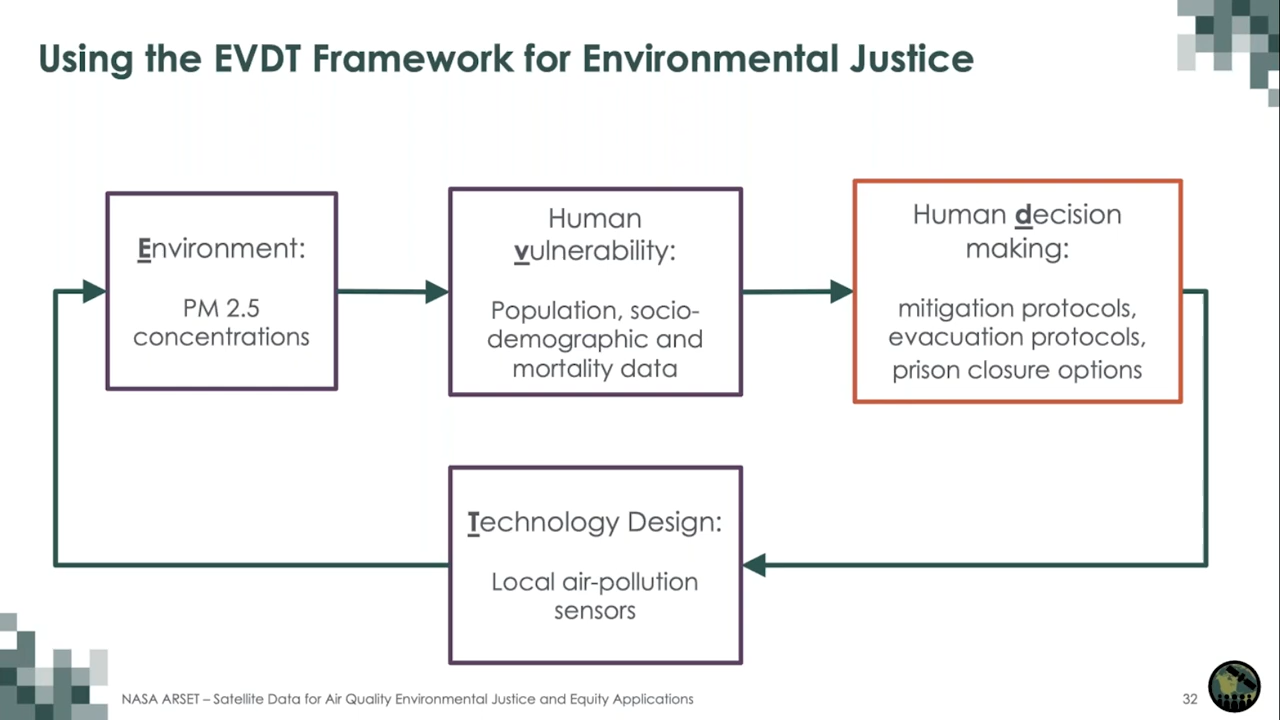 Using the EVDT Framework for Environmental Justice
Environment:
PM 2.5
concentrations
Human
vulnerability:
Population, socio-
demographic and
mortality data
Human decision
making:
mitigation protocols,
evacuation protocols,
prison closure options
Technology Design:
Local air-pollution
sensors
NASA ARSET – Satellite Data for Air Quality Environmental Justice and Equity Applications
32